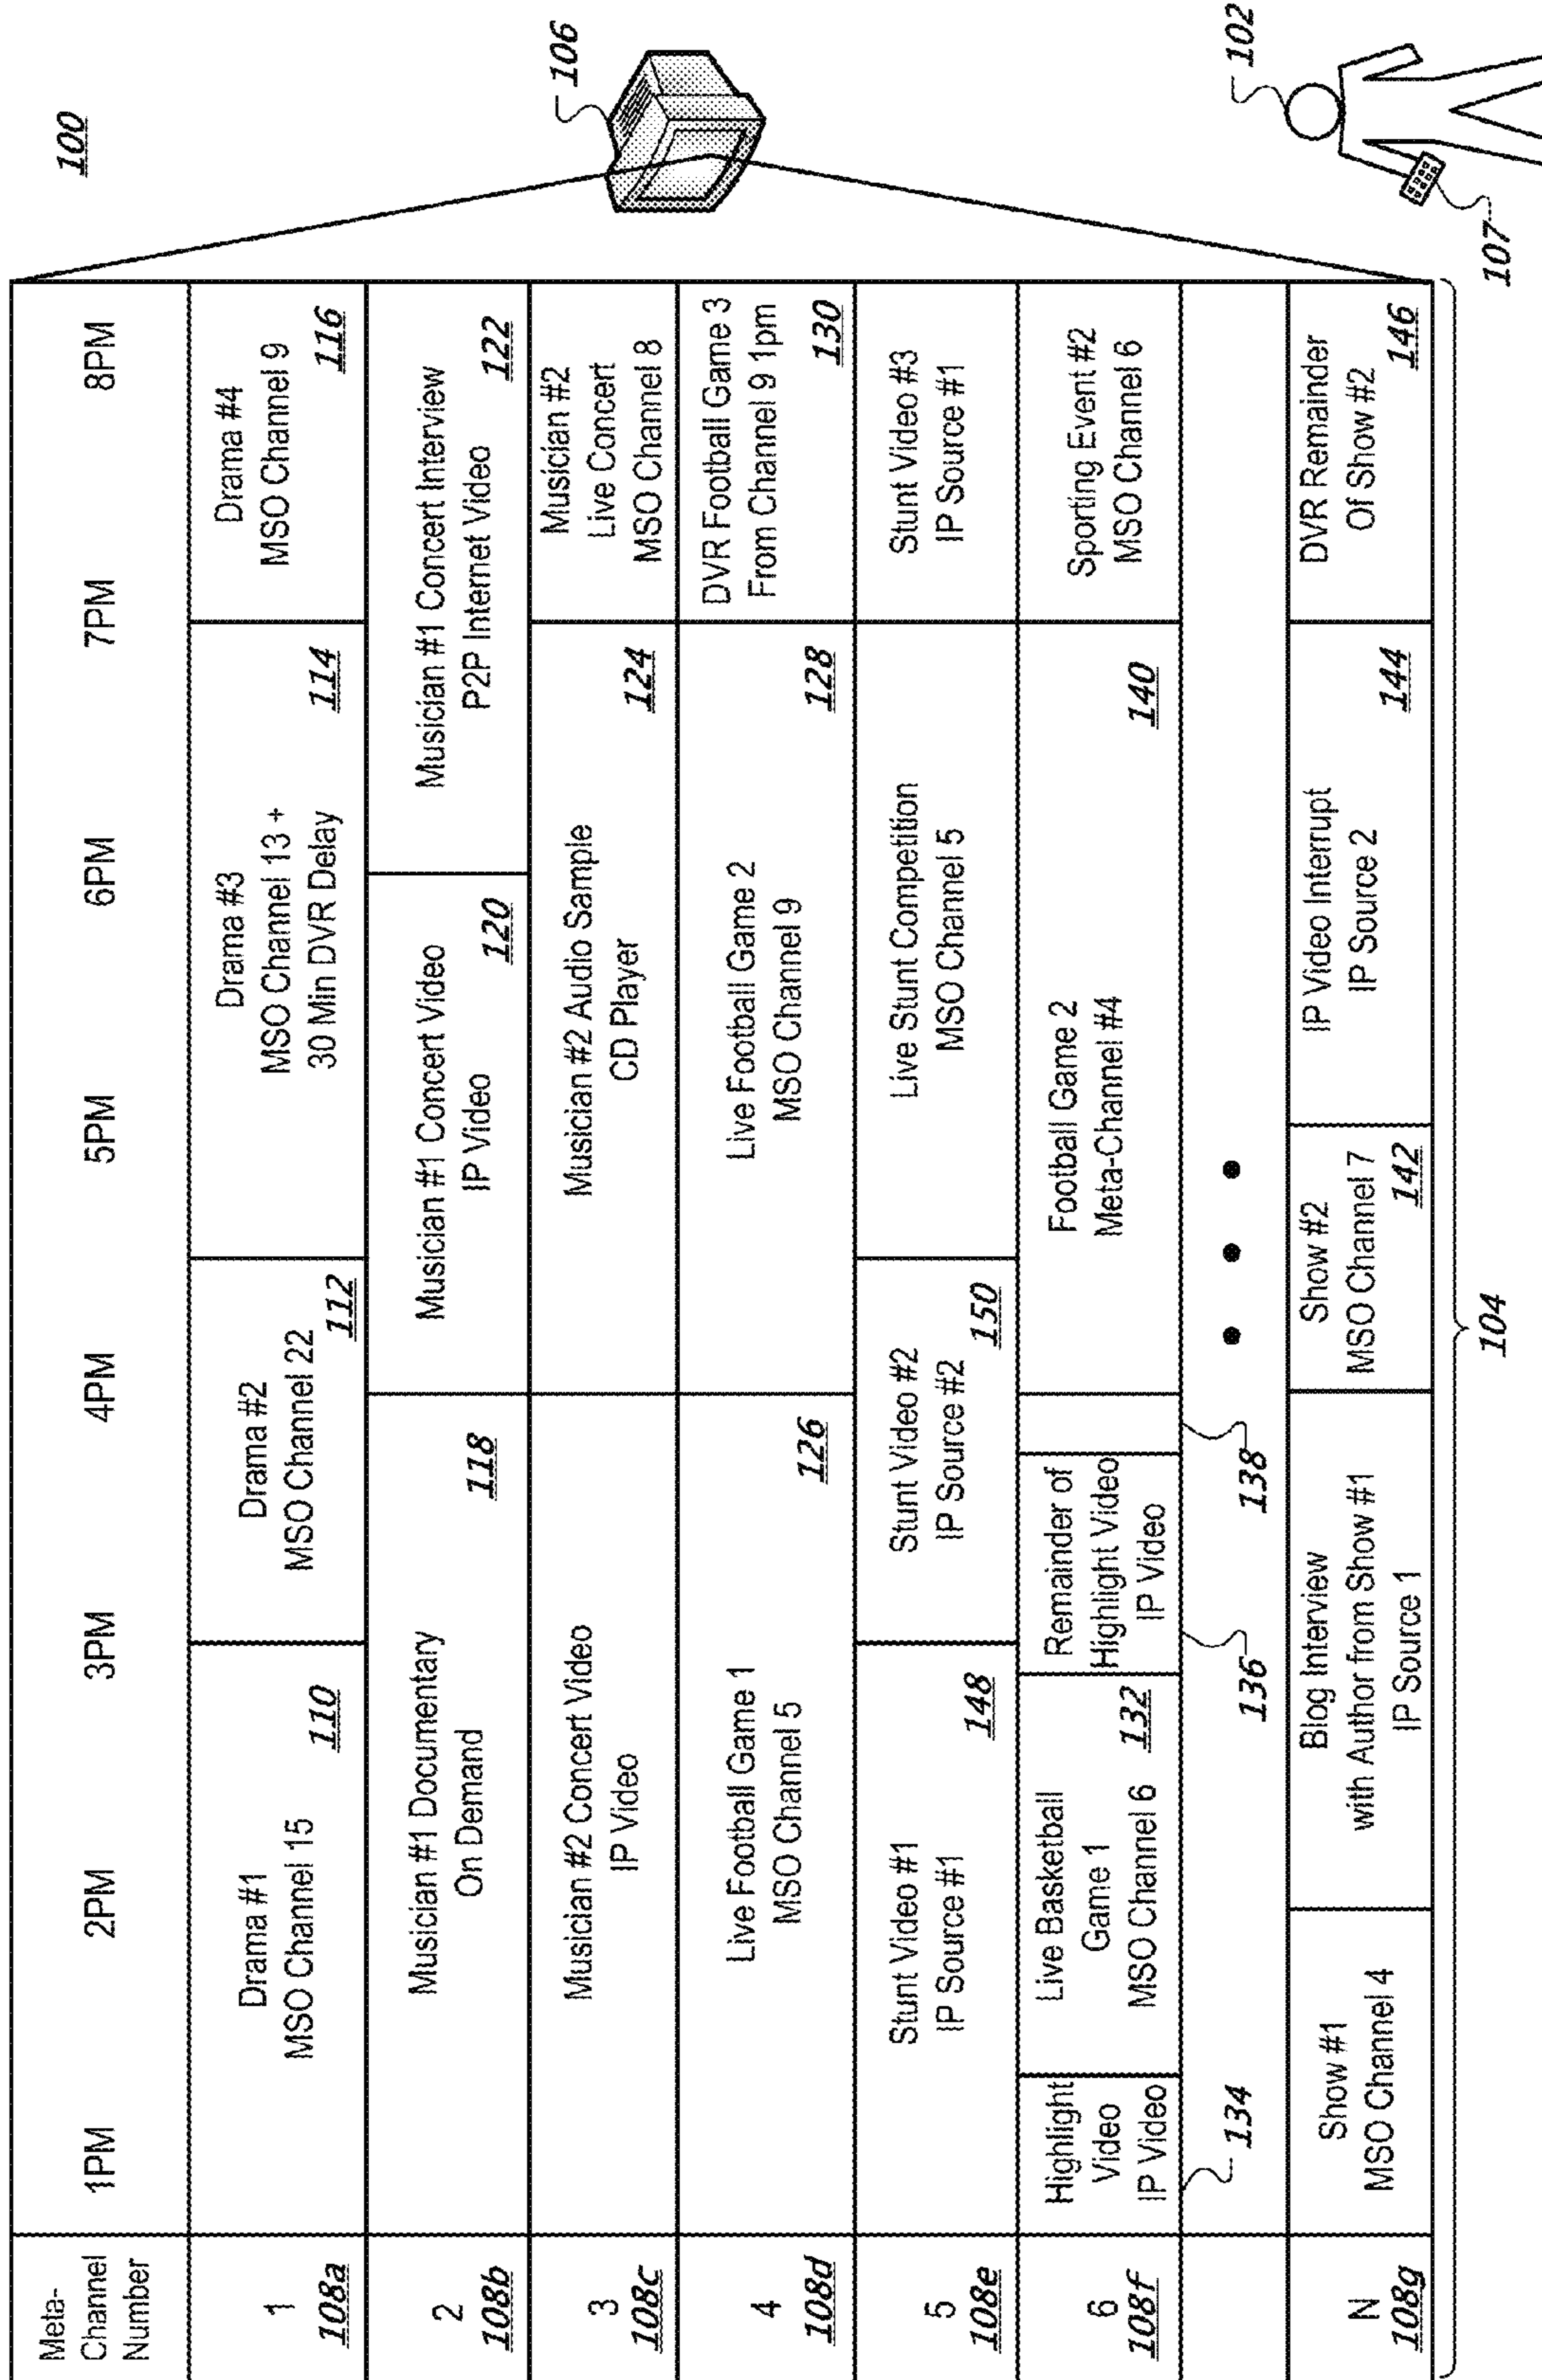 100
106
102
107
Meta-
Channel
Number
1PM
2PM
3PM
4PM
5PM
6PM
7PM
8PM
1
108a
Drama #1
MSO Channel 15
110
Drama #2
MSO Channel 22
112
Drama #3
MSO Channel 13 +
30 Min DVR Delay
114
Drama #4
MSO Channel 9
116
2
108b
Musician #1 Documentary
On Demand
118
Musician #1 Concert Video
IP Video
120
Musician #1 Concert Interview
P2P Internet Video
122
3
108c
Musician #2 Concert Video
IP Video
Musician #2 Audio Sample
CD Player
124
Musician #2
Live Concert
MSO Channel 8
4
108d
Live Football Game 1
MSO Channel 5
126
Live Football Game 2
MSO Channel 9
128
DVR Football Game 3
From Channel 9 1pm
130
5
108e
Stunt Video #1
IP Source #1
148
Stunt Video #2
IP Source #2
150
Live Stunt Competition
MSO Channel 5
Stunt Video #3
IP Source #1
6
108f
Highlight
Video
IP Video
134
Live Basketball
Game 1
MSO Channel 6
132
Remainder of
Highlight Video
IP Video
136
138
Football Game 2
Meta-Channel #4
140
Sporting Event #2
MSO Channel 6
N
108g
Show #1
MSO Channel 4
Blog Interview
with Author from Show #1
IP Source 1
Show #2
MSO Channel 7
142
IP Video Interrupt
IP Source 2
144
DVR Remainder
Of Show #2
146
104